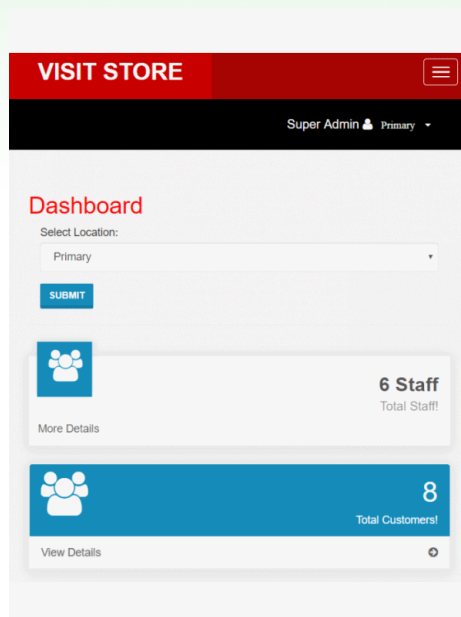 VISIT STORE
Super Admin Primary
Dashboard
Select Location:
Primary
SUBMIT
6 Staff
Total Staff!
More Details
8
Total Customers!
View Details